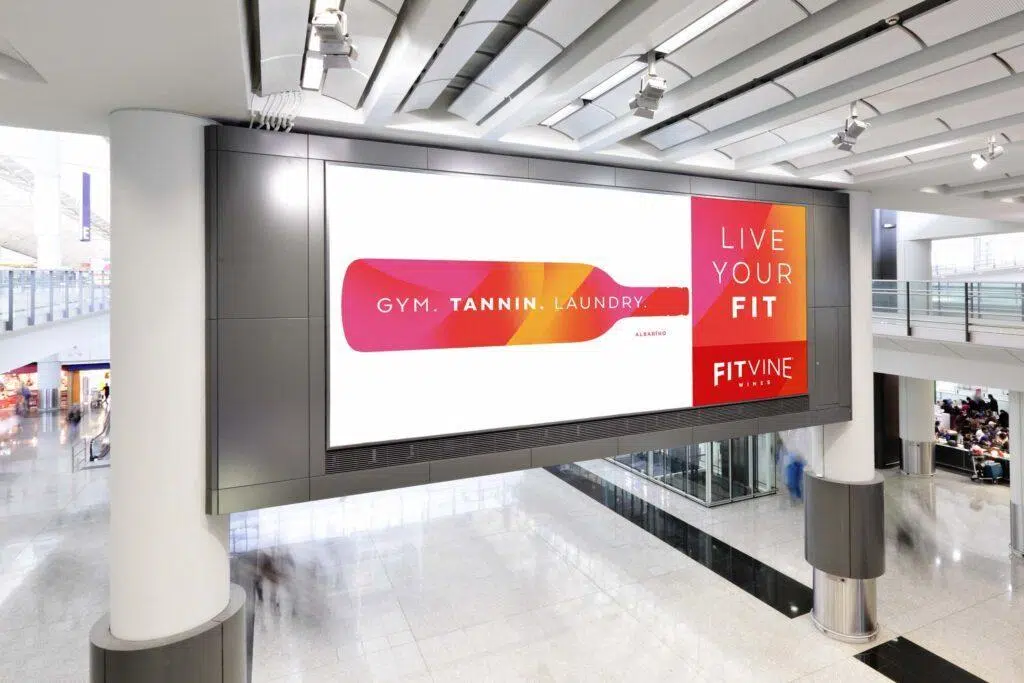 GYM. TANNIN. LAUNDRY.
ALBARIÑO
LIVE
YOUR
FIT
FITVINE
WINES
E